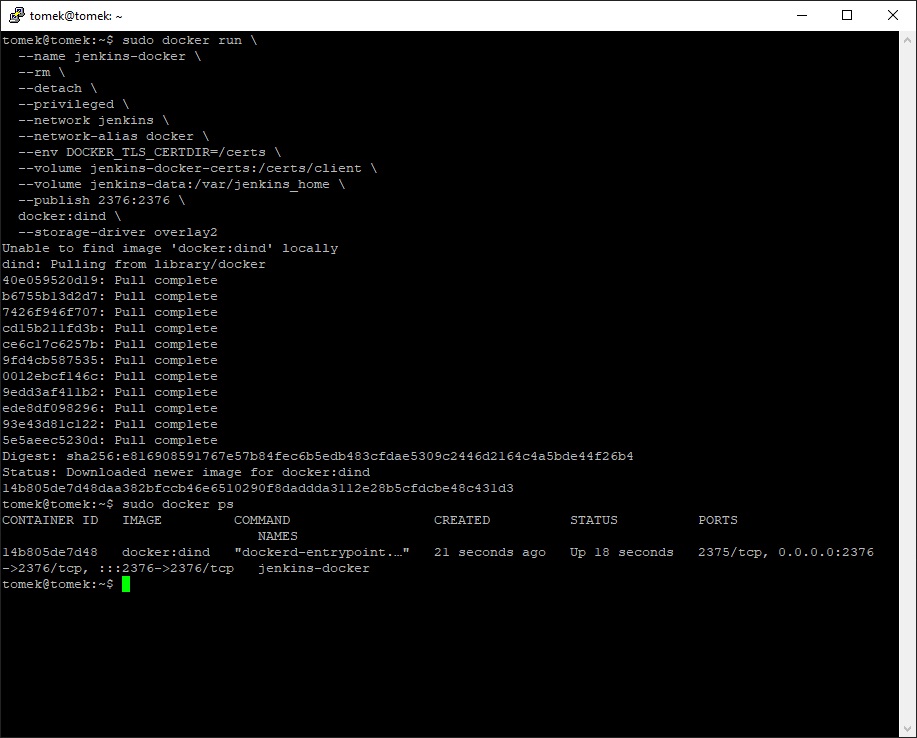 tomek@tomek: ~
tomek@tomek:~$ sudo docker run \
  --name jenkins-docker \
  --rm \
  --detach \
  --privileged \
  --network jenkins \
  --network-alias docker \
  --env DOCKER_TLS_CERTDIR=/certs \
  --volume jenkins-docker-certs:/certs/client \
  --volume jenkins-data:/var/jenkins_home \
  --publish 2376:2376 \
  docker:dind \
  --storage-driver overlay2
Unable to find image 'docker:dind' locally
dind: Pulling from library/docker
40e059520d19: Pull complete
b6755b13d2d7: Pull complete
7426f946f707: Pull complete
cd15b211fd3b: Pull complete
ce6c17c6257b: Pull complete
9fd4cb587535: Pull complete
0012ebcf146c: Pull complete
9edd3af411b2: Pull complete
ede8df098296: Pull complete
93e43d81c122: Pull complete
5e5aeec5230d: Pull complete
Digest: sha256:e816908591767e57b84fec6b5edb483cfdae5309c2446d2164c4a5bde44f26b4
Status: Downloaded newer image for docker:dind
14b805de7d48daa382bfccb46e6510290f8daddda3112e28b5cfdcbe48c431d3
tomek@tomek:~$ sudo docker ps
CONTAINER ID   IMAGE         COMMAND                  CREATED          STATUS          PORTS
                                NAMES
14b805de7d48   docker:dind   "dockerd-entrypoint.…"   21 seconds ago   Up 18 seconds   2375/tcp, 0.0.0.0:2376
->2376/tcp, :::2376->2376/tcp   jenkins-docker
tomek@tomek:~$